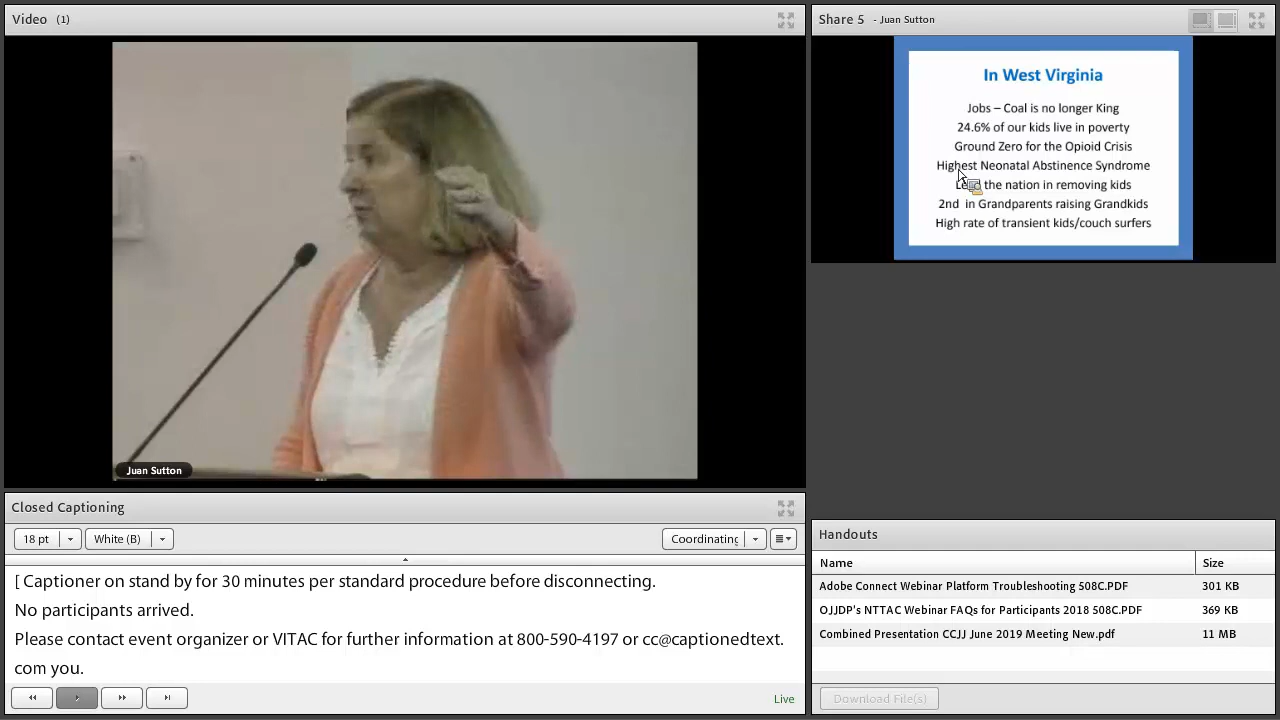 Video (1)
Juan Sutton
Share 5 - Juan Sutton
In West Virginia
Jobs – Coal is no longer King
24.6% of our kids live in poverty
Ground Zero for the Opioid Crisis
Highest Neonatal Abstinence Syndrome
the nation in removing kids
2nd in Grandparents raising Grandkids
High rate of transient kids/couch surfers
Closed Captioning
18 pt White (B) Coordinating
[ Captioner on stand by for 30 minutes per standard procedure before disconnecting.
No participants arrived.
Please contact event organizer or VITAC for further information at 800-590-4197 or cc@captionedtext.
com you.
Live
Handouts
Name Size
Adobe Connect Webinar Platform Troubleshooting 508C.PDF 301 KB
OJJDP's NTTAC Webinar FAQs for Participants 2018 508C.PDF 369 KB
Combined Presentation CCJJ June 2019 Meeting New.pdf 11 MB
Download File(s)